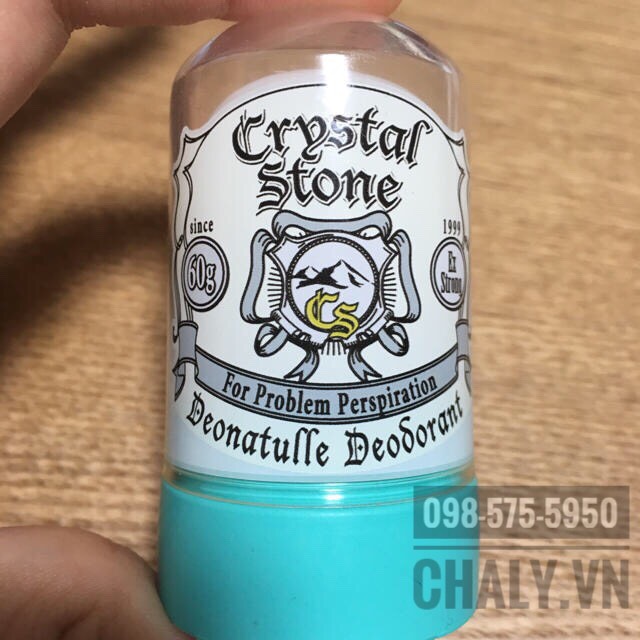 Crystal
Stone
since
1999
60g
Ex
Strong
CS
For Problem Perspiration
Deonatulle Deodorant
098-575-5950
CHALY.VN